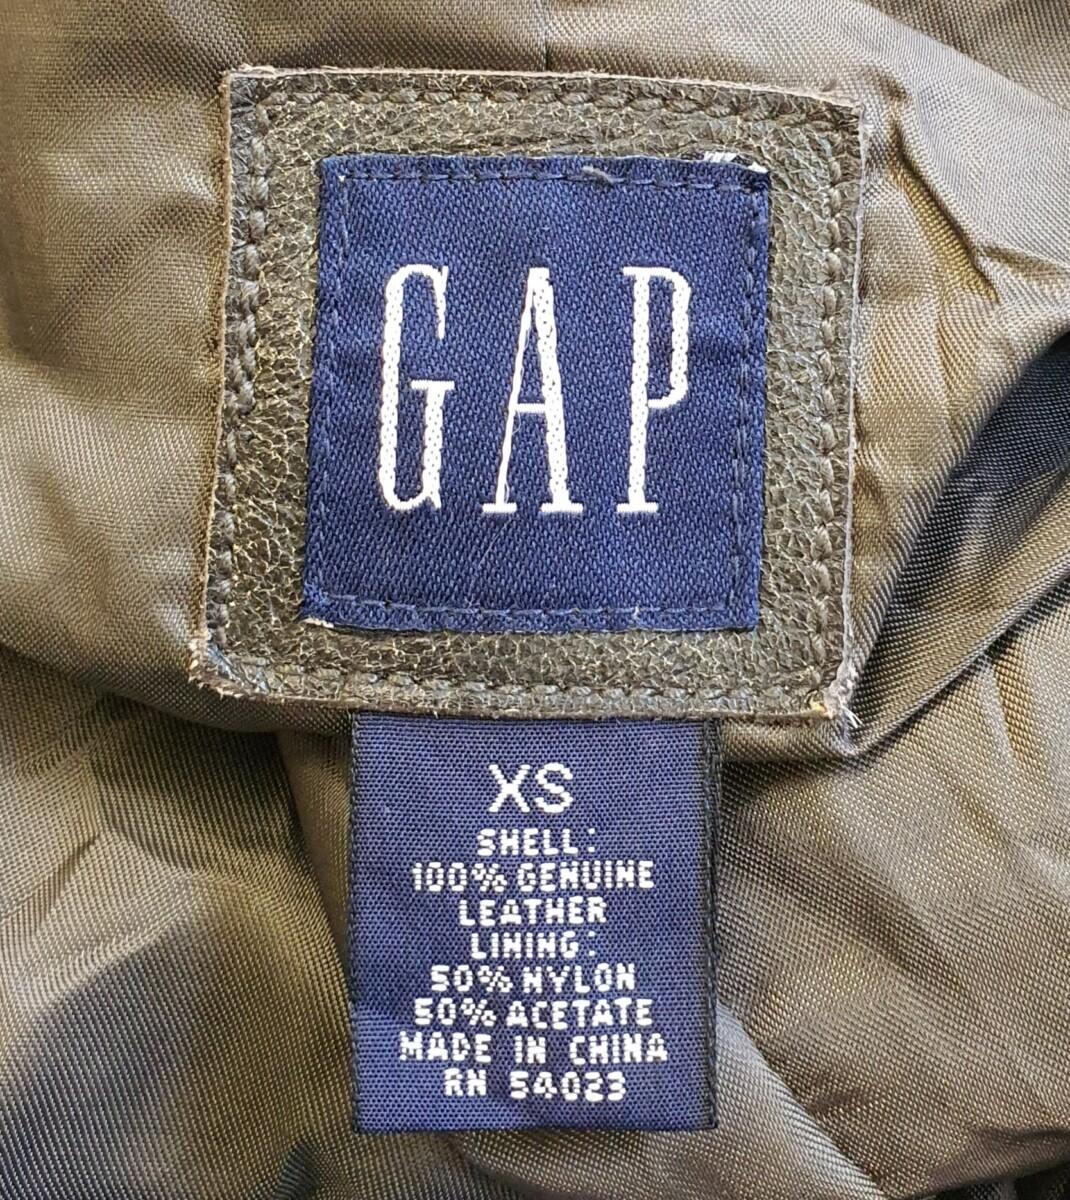 GAP
XS
SHELL:
100% GENUINE
LEATHER
LINING:
50% NYLON
50% ACETATE
MADE IN CHINA
RN 54023